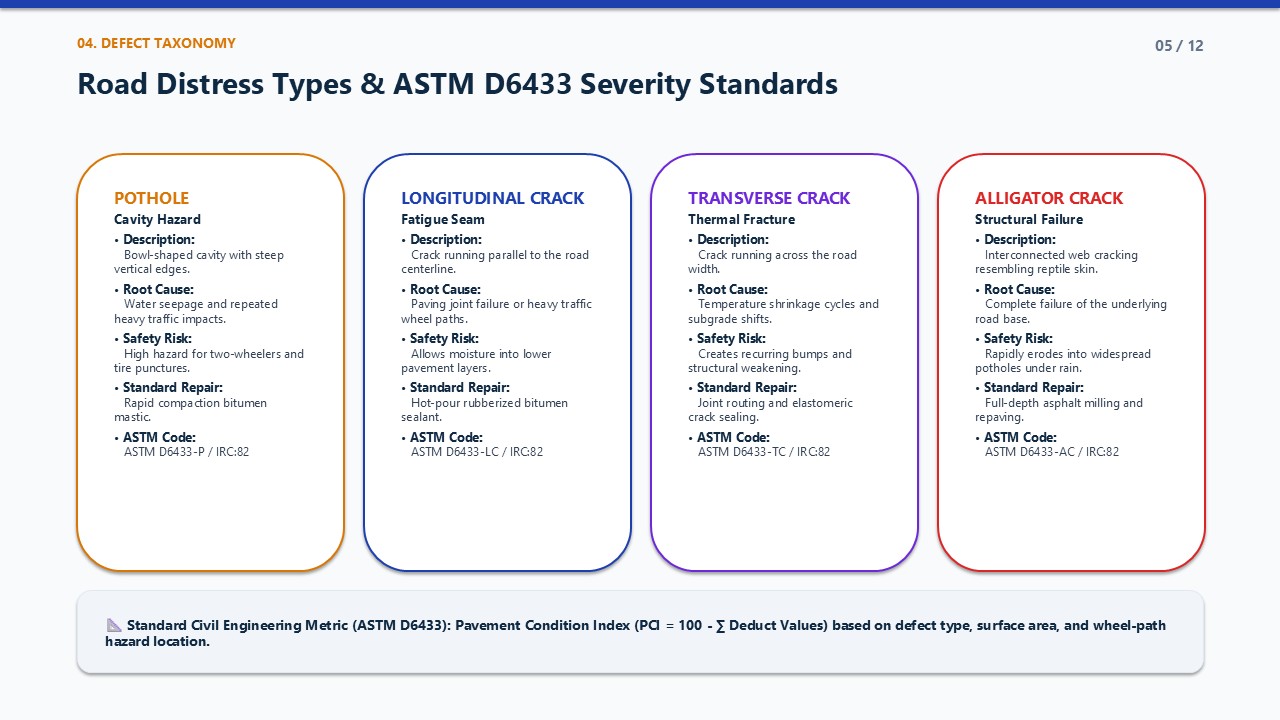 04. DEFECT TAXONOMY
05 / 12
Road Distress Types & ASTM D6433 Severity Standards
POTHOLE
Cavity Hazard
• Description:
Bowl-shaped cavity with steep
vertical edges.
• Root Cause:
Water seepage and repeated
heavy traffic impacts.
• Safety Risk:
High hazard for two-wheelers and
tire punctures.
• Standard Repair:
Rapid compaction bitumen
mastic.
• ASTM Code:
ASTM D6433-P / IRC:82
LONGITUDINAL CRACK
Fatigue Seam
• Description:
Crack running parallel to the road
centerline.
• Root Cause:
Paving joint failure or heavy traffic
wheel paths.
• Safety Risk:
Allows moisture into lower
pavement layers.
• Standard Repair:
Hot-pour rubberized bitumen
sealant.
• ASTM Code:
ASTM D6433-LC / IRC:82
TRANSVERSE CRACK
Thermal Fracture
• Description:
Crack running across the road
width.
• Root Cause:
Temperature shrinkage cycles and
subgrade shifts.
• Safety Risk:
Creates recurring bumps and
structural weakening.
• Standard Repair:
Joint routing and elastomeric
crack sealing.
• ASTM Code:
ASTM D6433-TC / IRC:82
ALLIGATOR CRACK
Structural Failure
• Description:
Interconnected web cracking
resembling reptile skin.
• Root Cause:
Complete failure of the underlying
road base.
• Safety Risk:
Rapidly erodes into widespread
potholes under rain.
• Standard Repair:
Full-depth asphalt milling and
repaving.
• ASTM Code:
ASTM D6433-AC / IRC:82
📐 Standard Civil Engineering Metric (ASTM D6433): Pavement Condition Index (PCI = 100 - ∑ Deduct Values) based on defect type, surface area, and wheel-path
hazard location.